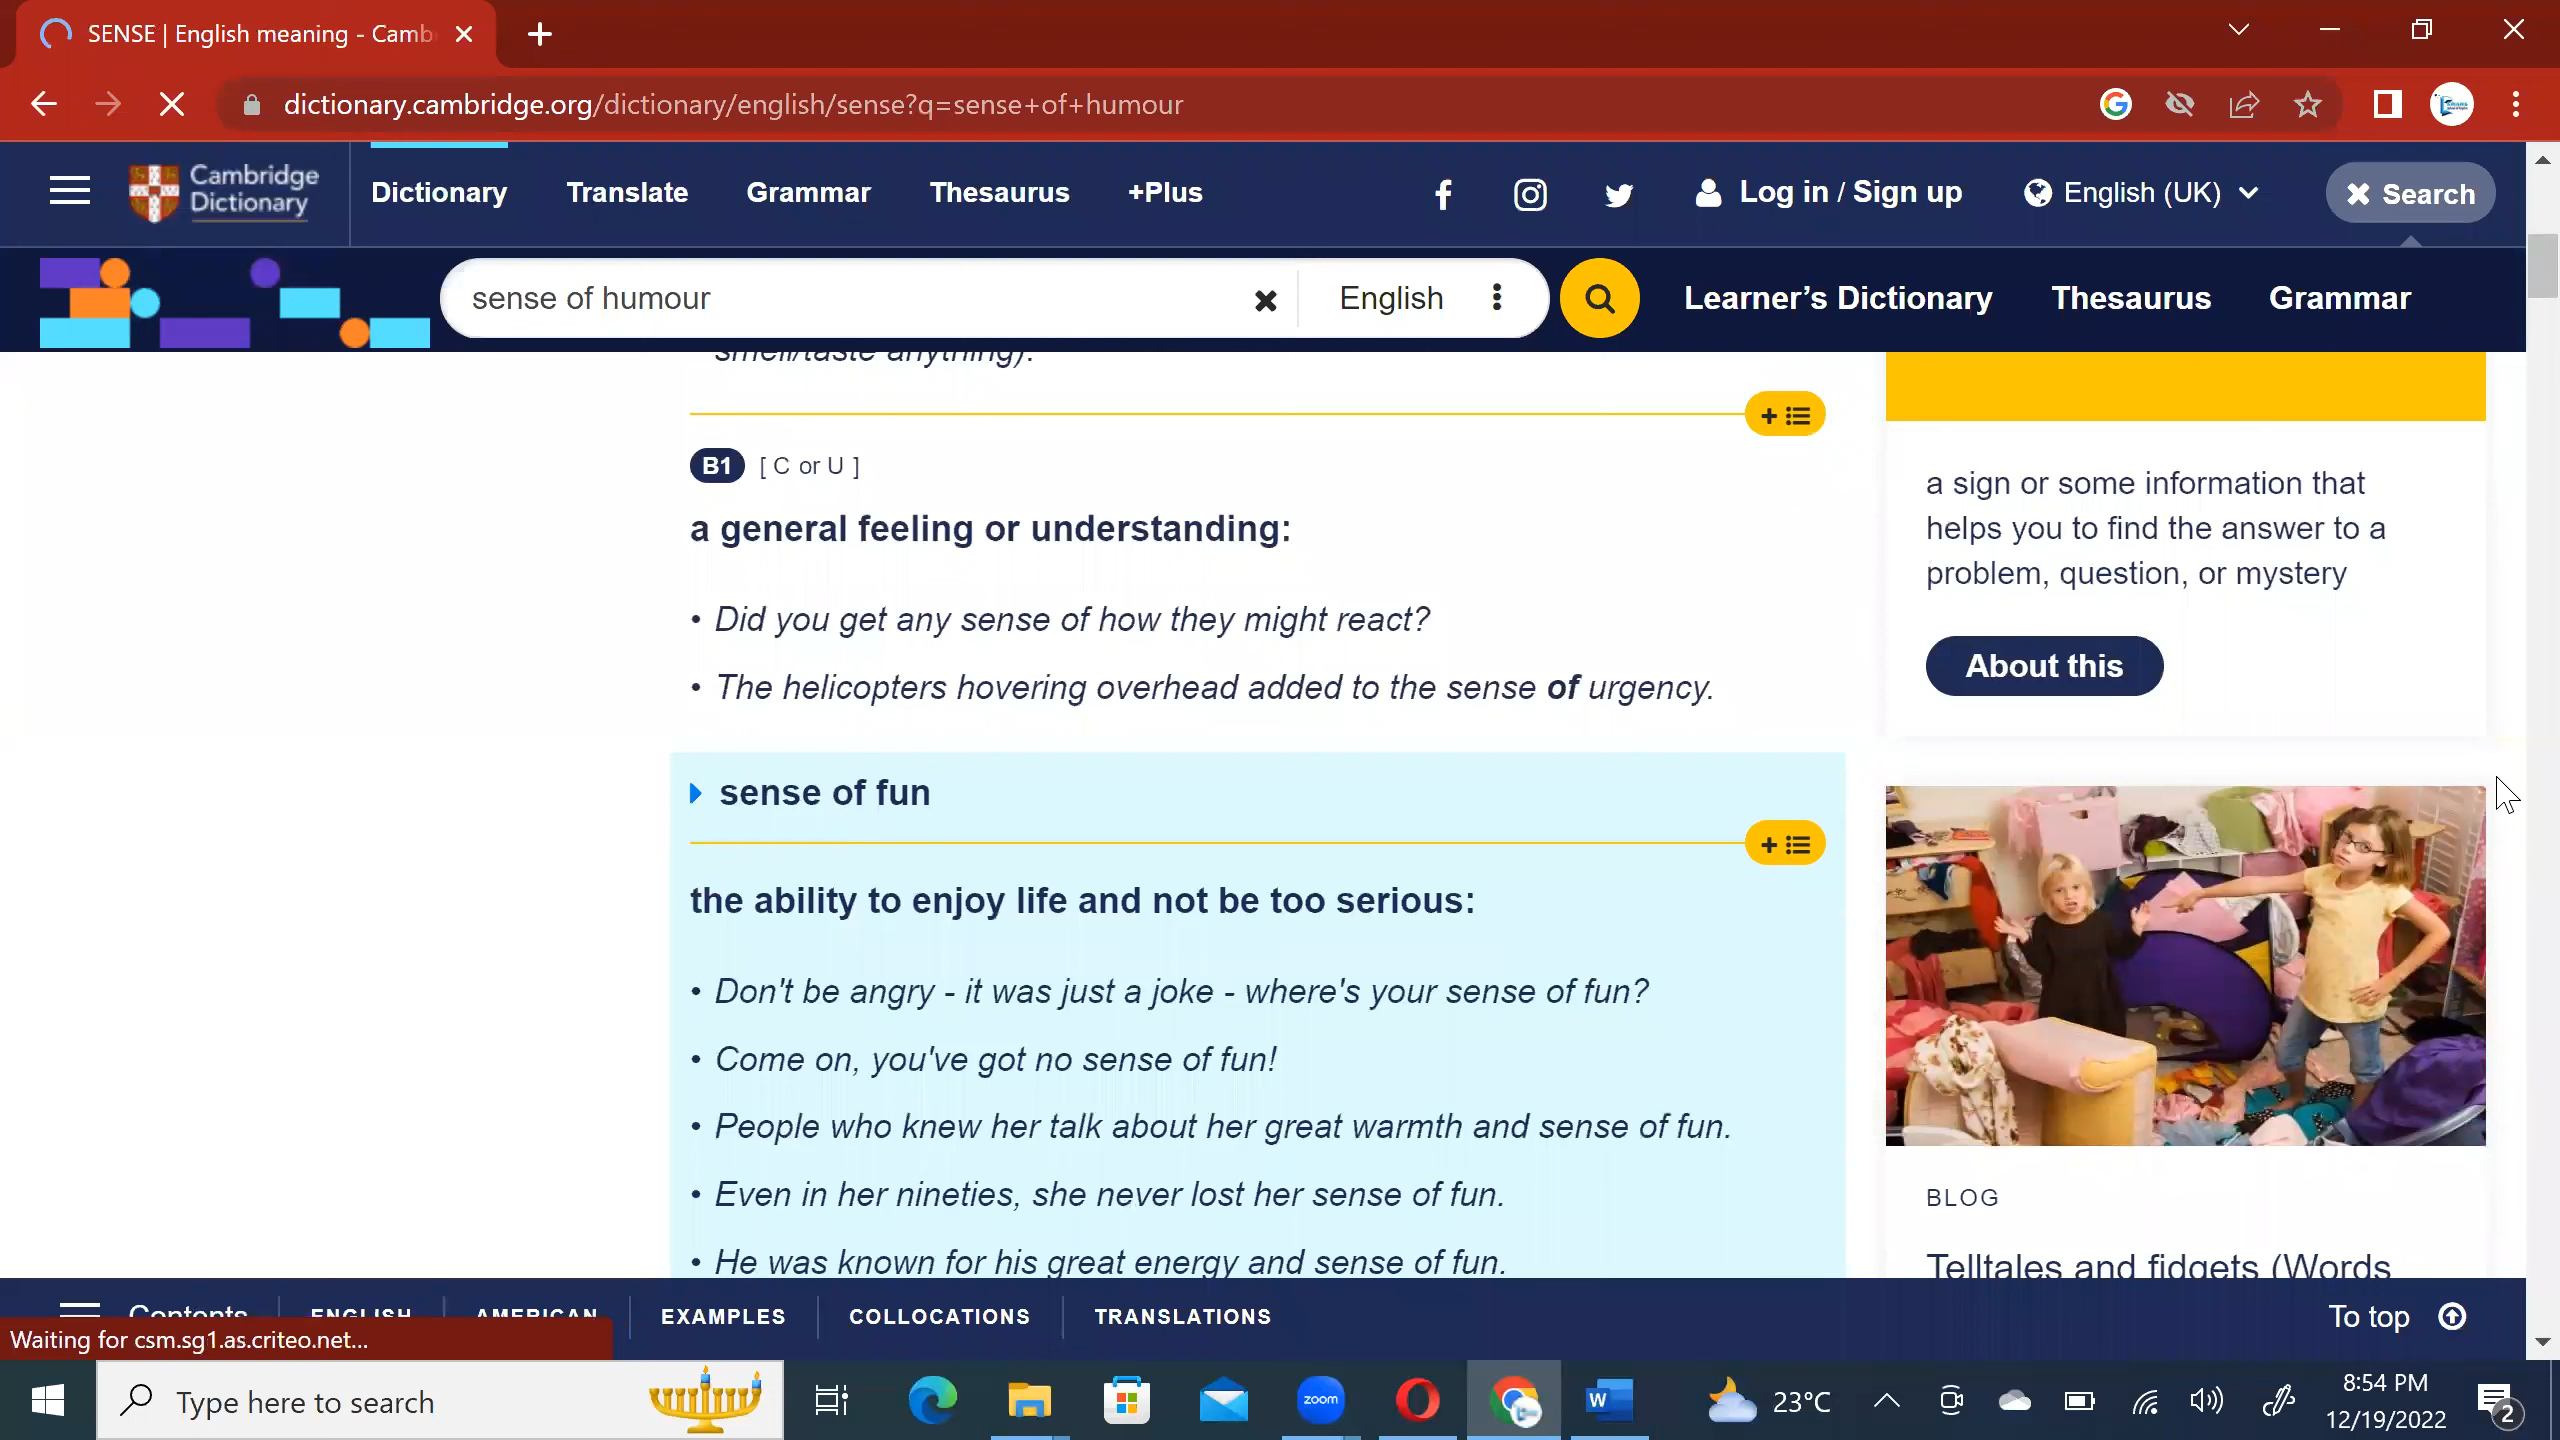 SENSE | English meaning - Camb
dictionary.cambridge.org/dictionary/english/sense?q=sense+of+humour
Cambridge
Dictionary
Dictionary
Translate
Grammar
Thesaurus
+Plus
Log in / Sign up
English (UK)
Search
sense of humour
English
Learner's Dictionary
Thesaurus
Grammar
smell/taste anything).
B1 [ C or U ]
a general feeling or understanding:
• Did you get any sense of how they might react?
• The helicopters hovering overhead added to the sense of urgency.
sense of fun
the ability to enjoy life and not be too serious:
• Don't be angry - it was just a joke - where's your sense of fun?
• Come on, you've got no sense of fun!
• People who knew her talk about her great warmth and sense of fun.
• Even in her nineties, she never lost her sense of fun.
• He was known for his great energy and sense of fun.
a sign or some information that
helps you to find the answer to a
problem, question, or mystery
About this
BLOG
Telltales and fidgets (Words
Contents
ENGLISH
AMERICAN
EXAMPLES
COLLOCATIONS
TRANSLATIONS
To top
Waiting for csm.sg1.as.criteo.net...
Type here to search
zoom
W
23°C
8:54 PM
12/19/2022
2